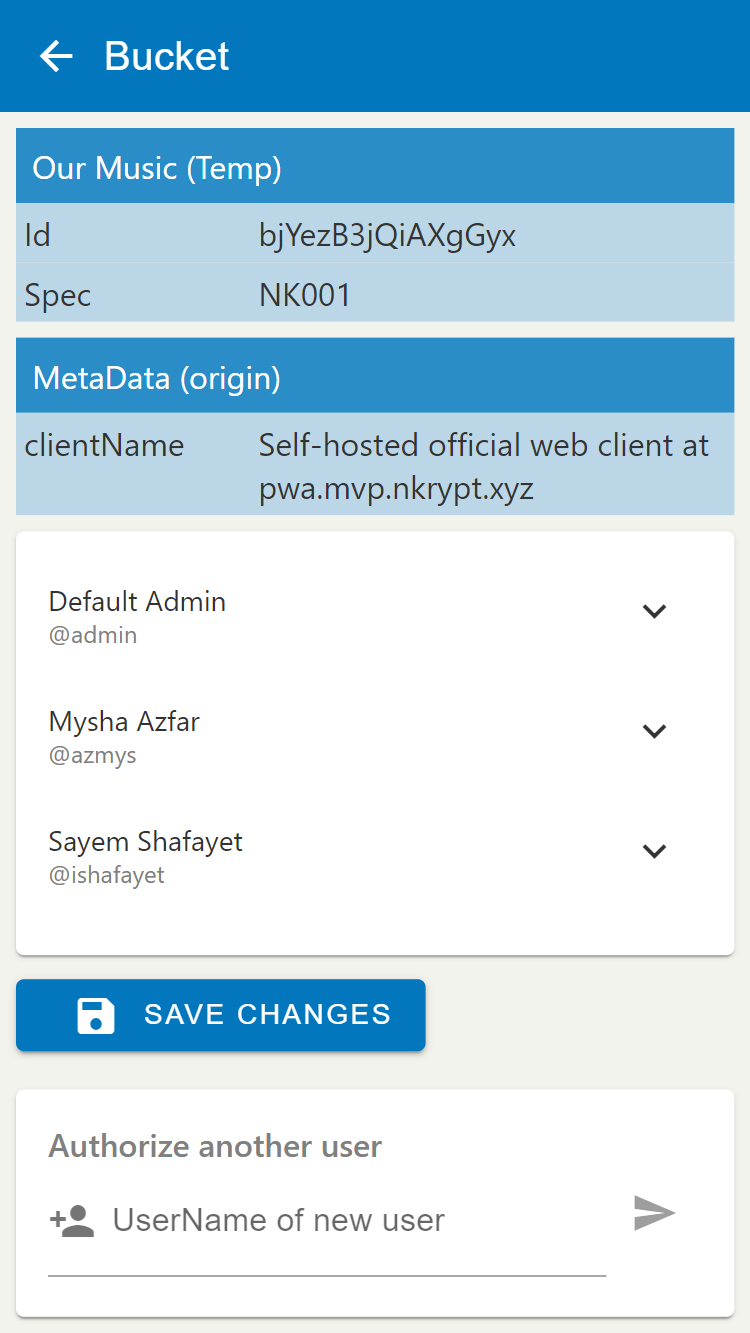 Bucket
Our Music (Temp)
Id bjYezB3jQiAXgGyx
Spec NK001
MetaData (origin)
clientName Self-hosted official web client at
pwa.mvp.nkrypt.xyz
Default Admin
@admin
Mysha Azfar
@azmys
Sayem Shafayet
@ishafayet
SAVE CHANGES
Authorize another user
UserName of new user